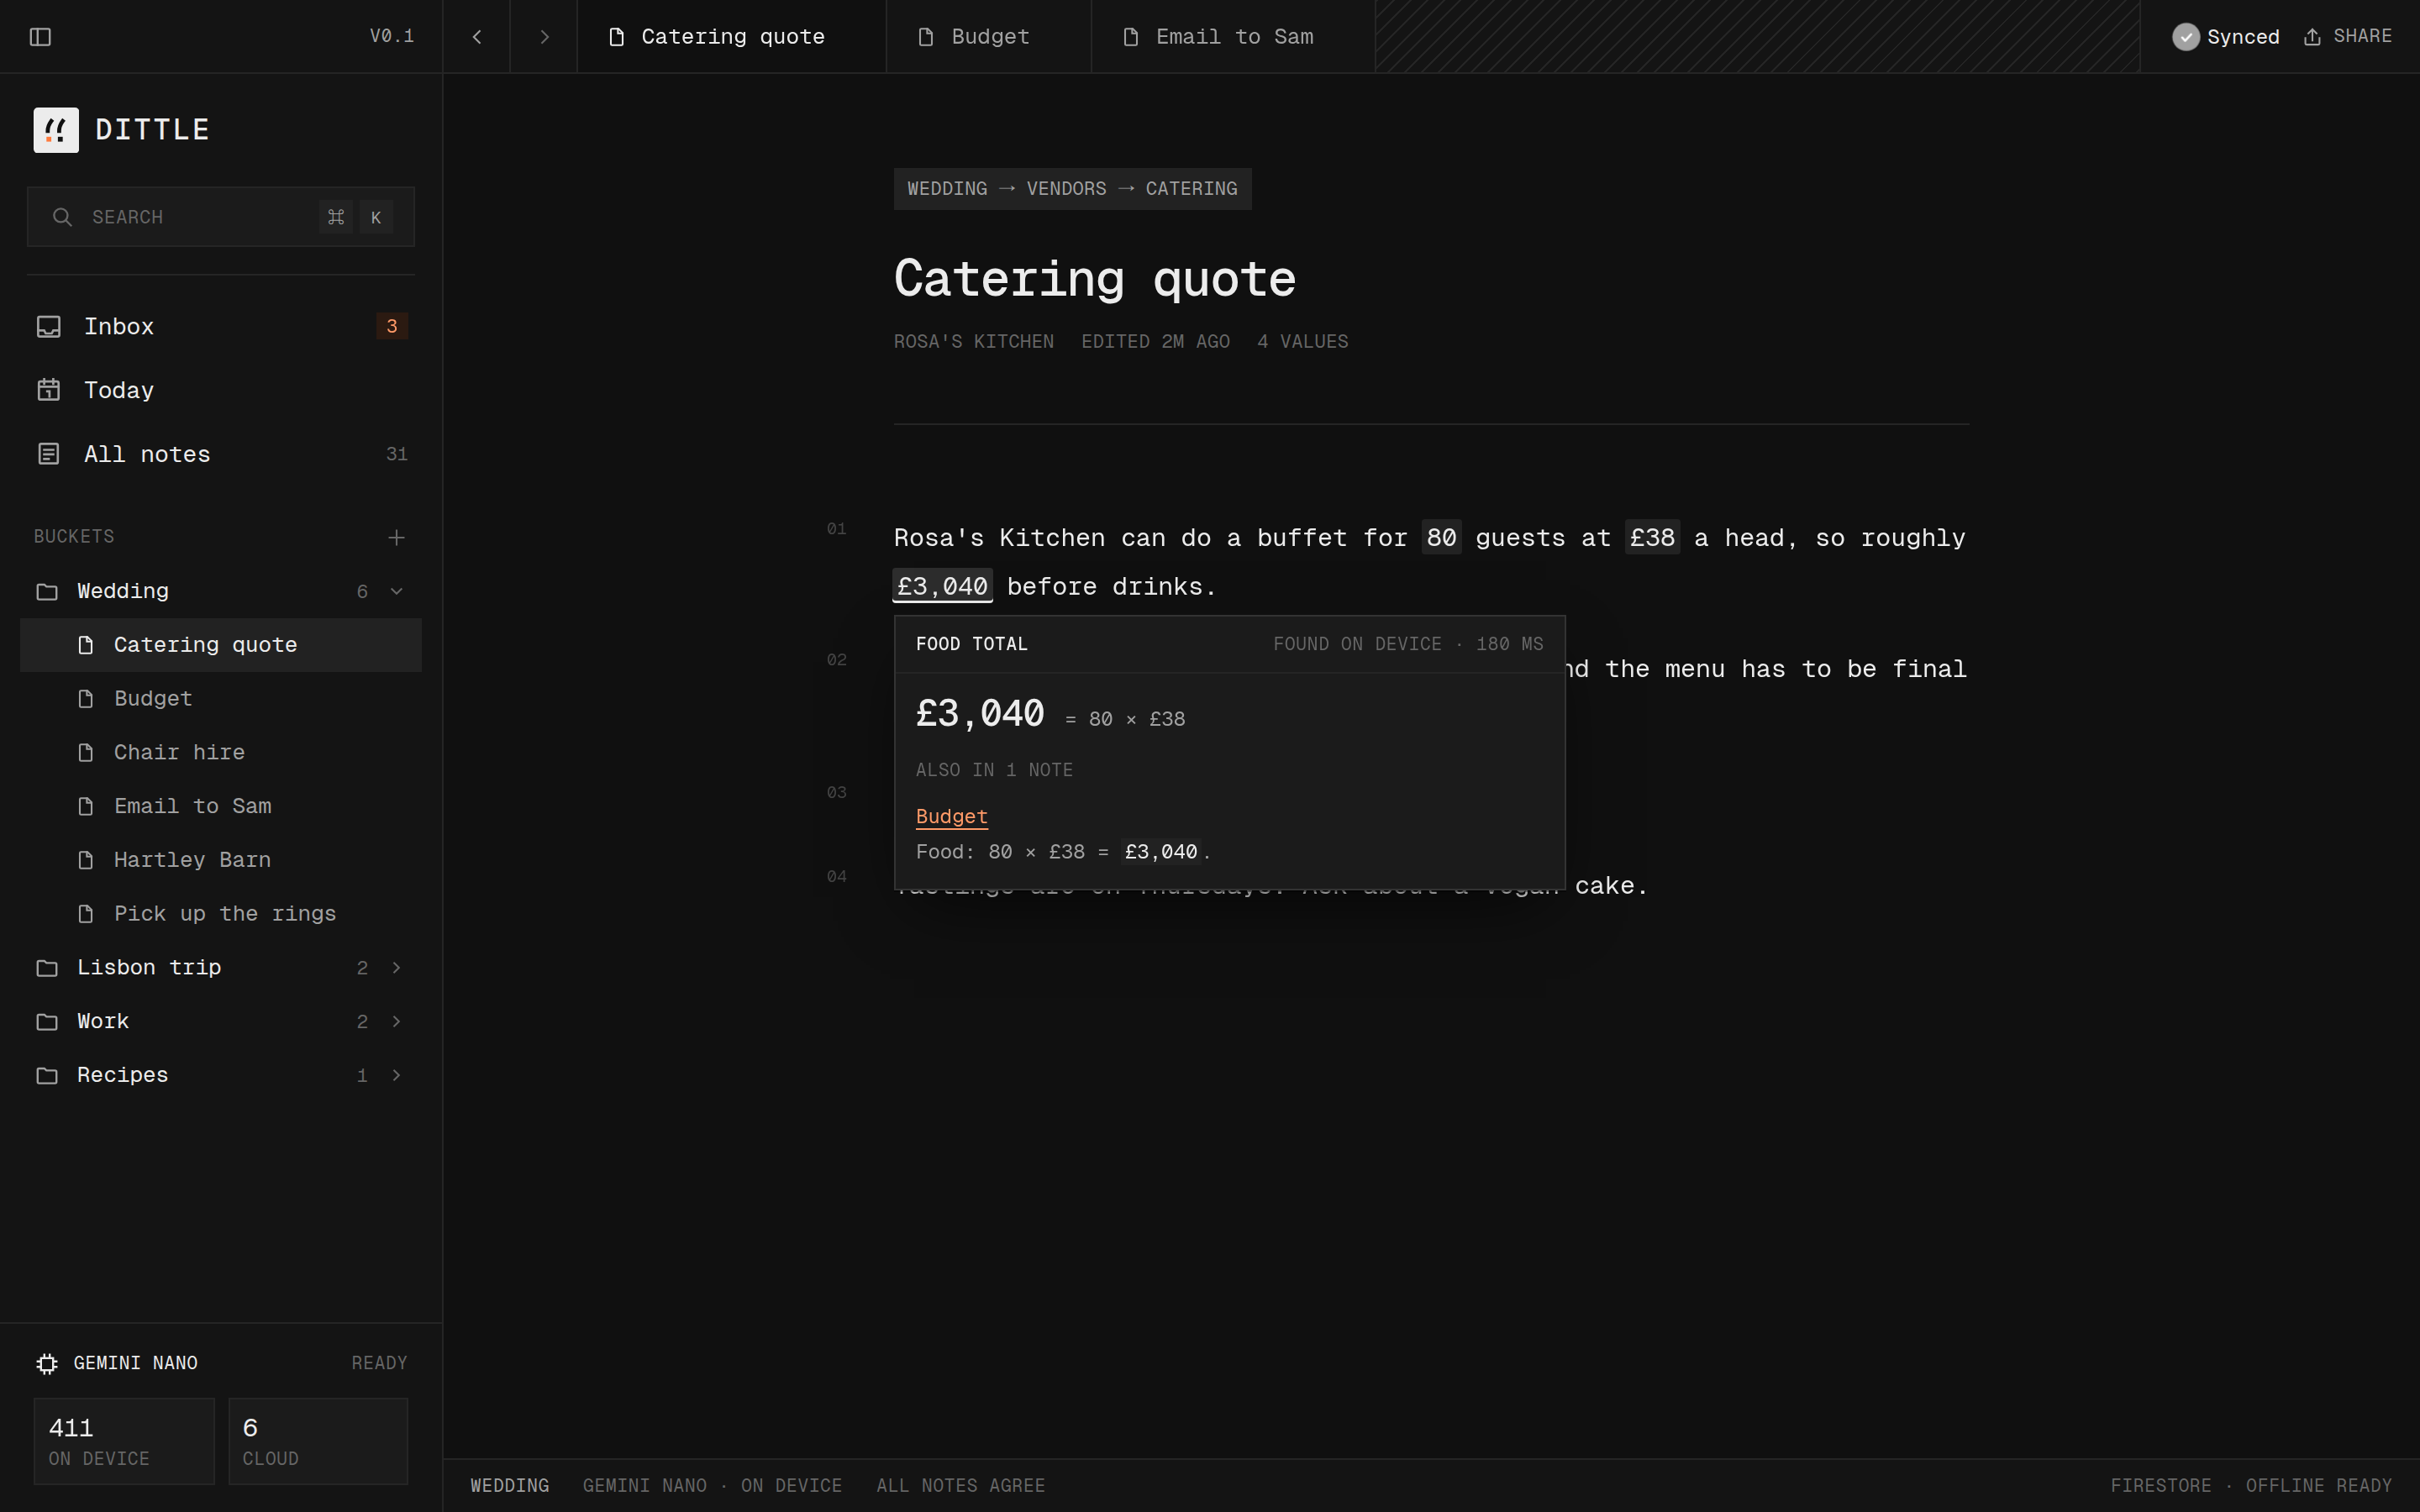 V0.1
Catering quote
Budget
Email to Sam
Synced
SHARE
DITTLE
SEARCH
⌘ K
Inbox 3
Today
All notes 31
BUCKETS
Wedding 6
Catering quote
Budget
Chair hire
Email to Sam
Hartley Barn
Pick up the rings
Lisbon trip 2
Work 2
Recipes 1
GEMINI NANO READY
411
ON DEVICE
6
CLOUD
WEDDING → VENDORS → CATERING
Catering quote
ROSA'S KITCHEN EDITED 2M AGO 4 VALUES
01
Rosa's Kitchen can do a buffet for 80 guests at £38 a head, so roughly
£3,040 before drinks.
FOOD TOTAL FOUND ON DEVICE · 180 MS
02
the menu has to be final
£3,040 = 80 × £38
ALSO IN 1 NOTE
03
Budget
Food: 80 × £38 = £3,040.
04
cake.
WEDDING GEMINI NANO · ON DEVICE ALL NOTES AGREE
FIRESTORE · OFFLINE READY